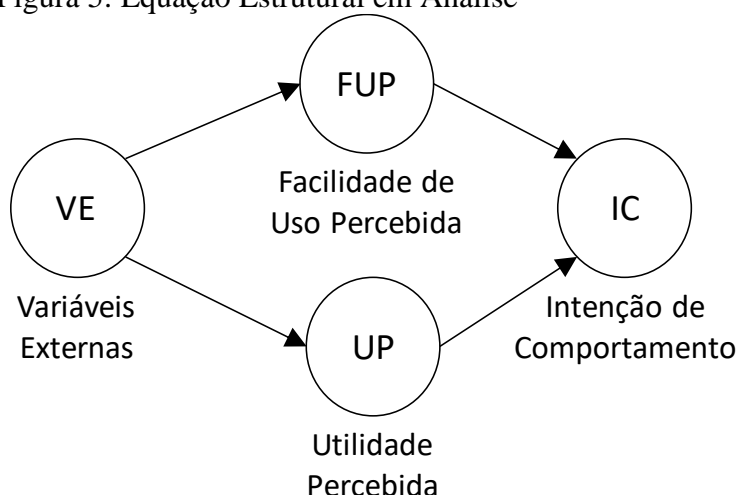 Figura 3: Equação Estrutural em Análise
FUP
Facilidade de
Uso Percebida
VE
Variáveis
Externas
IC
Intenção de
Comportamento
UP
Utilidade
Percebida